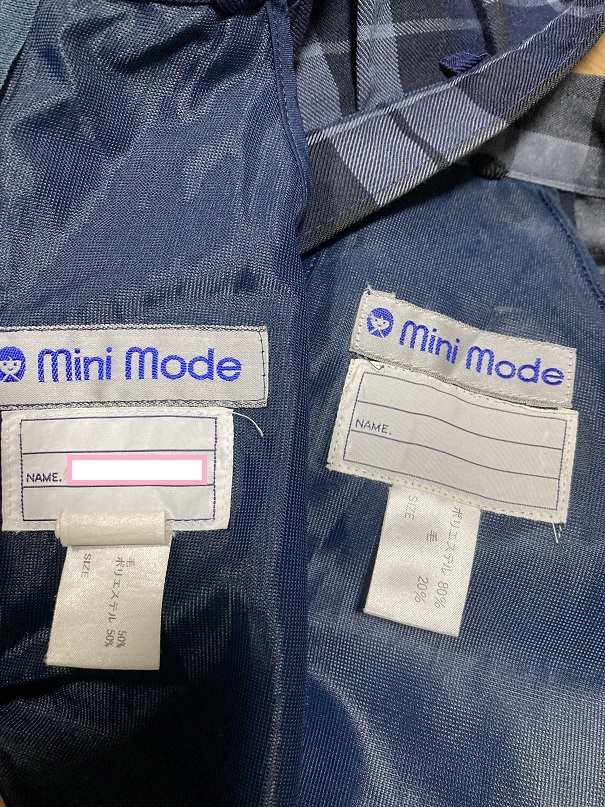 Mini Mode
NAME.
毛 50%
ポリエステル 50%
SIZE
Mini Mode
NAME.
ポリエステル 80%
毛 20%
SIZE